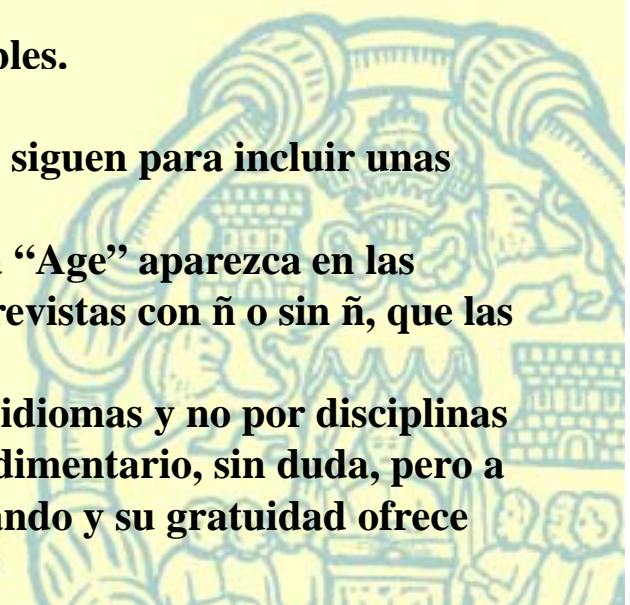 bles.
siguen para incluir unas
“Age” aparezca en las
revistas con ñ o sin ñ, que las
idiomas y no por disciplinas
dimentario, sin duda, pero a
ando y su gratuidad ofrece